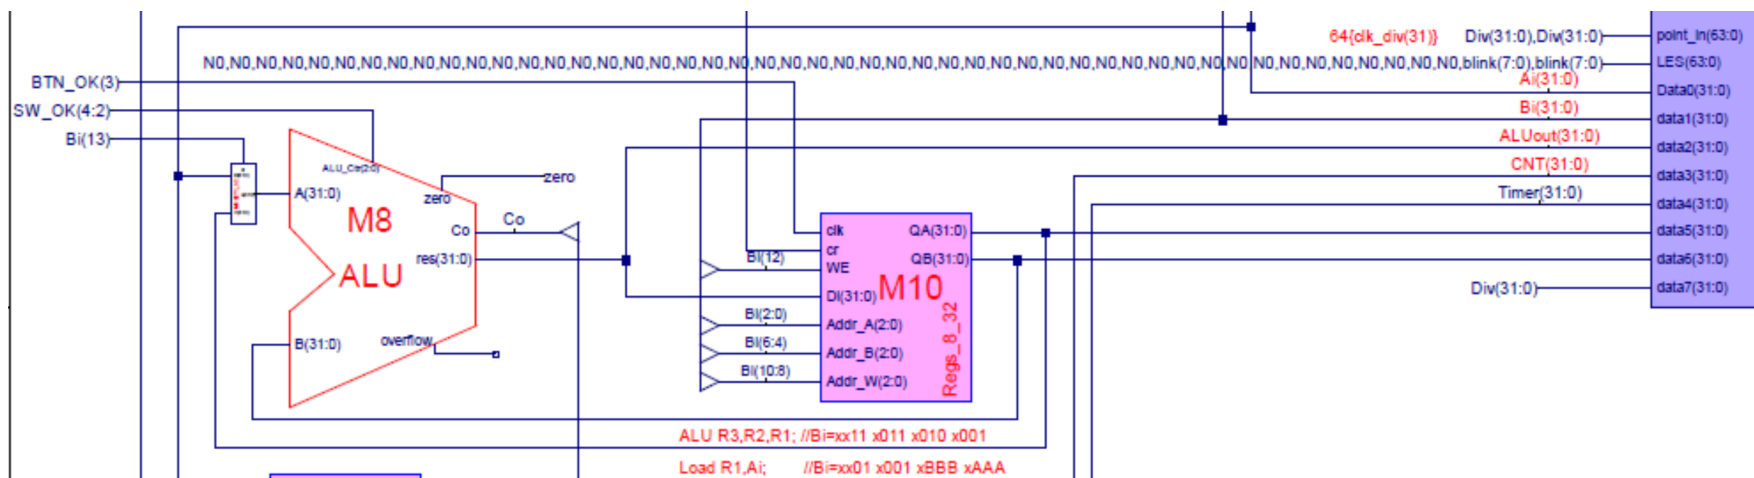 64{clk_div(31)} Div(31:0),Div(31:0) point_in(63:0)
N0,N0,N0,N0,N0,N0,N0,N0,N0,N0,N0,N0,N0,N0,N0,N0,N0,N0,N0,N0,N0,N0,N0,N0,N0,N0,N0,N0,N0,N0,N0,N0,N0,N0,N0,N0,N0,N0,N0,N0,N0,N0,N0,N0,N0,N0,N0,N0,blink(7:0),blink(7:0) LES(63:0)
BTN_OK(3) Ai(31:0) Data0(31:0)
SW_OK(4:2) Bi(31:0) data1(31:0)
Bi(13) ALUout(31:0) data2(31:0)
ALU_Ctr(2:0) CNT(31:0) data3(31:0)
zero
A(31:0) zero Timer(31:0) data4(31:0)
M8 Co Co clk QA(31:0) data5(31:0)
cr
res(31:0) BI(12) WE QB(31:0) data6(31:0)
ALU DI(31:0) M10 Div(31:0) data7(31:0)
BI(2:0) Addr_A(2:0)
B(31:0) overflow BI(6:4) Addr_B(2:0)
BI(10:8) Addr_W(2:0)
Regs_8_32
ALU R3,R2,R1; //Bi=xx11 x011 x010 x001
Load R1,Ai; //Bi=xx01 x001 xBBB xAAA